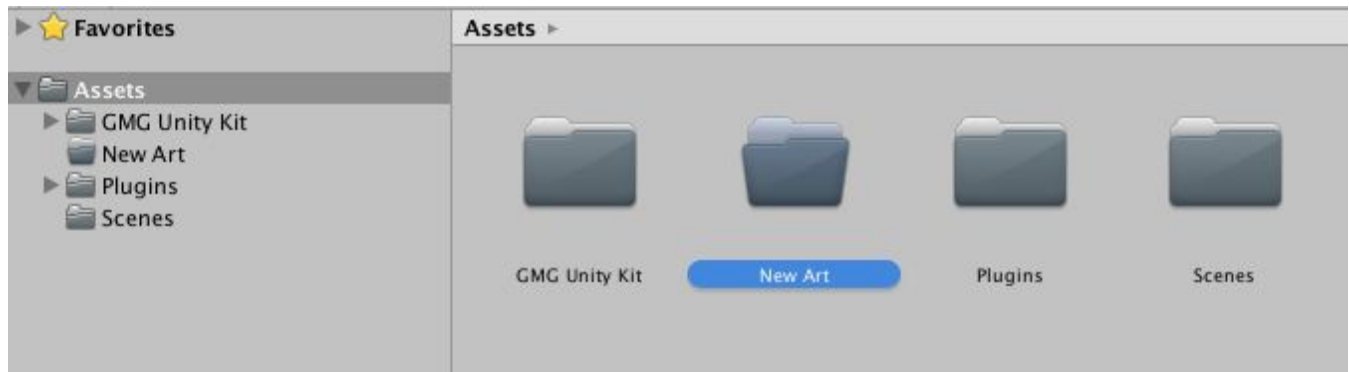 Favorites
Assets
GMG Unity Kit
New Art
Plugins
Scenes
Assets
GMG Unity Kit
New Art
Plugins
Scenes